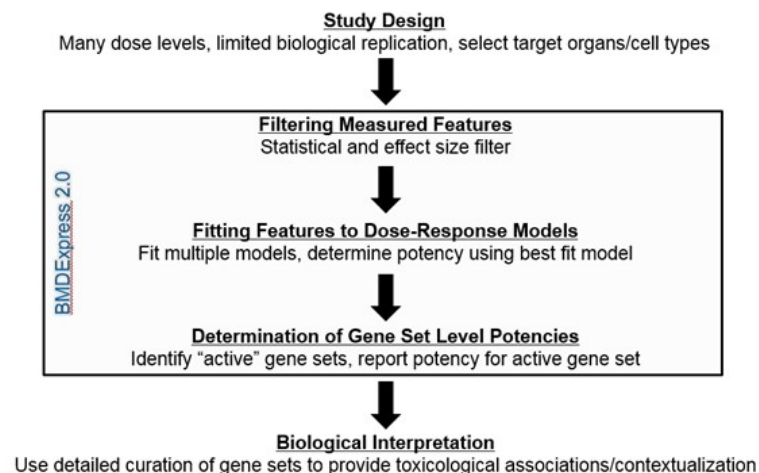 Study Design
Many dose levels, limited biological replication, select target organs/cell types
Filtering Measured Features
Statistical and effect size filter
BMDExpress 2.0
Fitting Features to Dose-Response Models
Fit multiple models, determine potency using best fit model
Determination of Gene Set Level Potencies
Identify “active” gene sets, report potency for active gene set
Biological Interpretation
Use detailed curation of gene sets to provide toxicological associations/contextualization